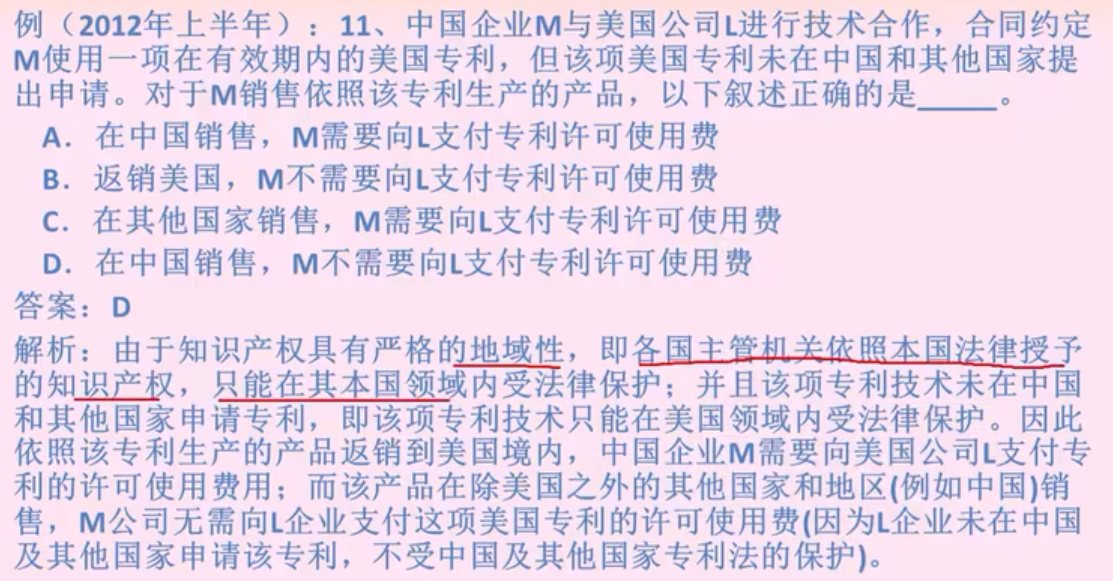 例（2012年上半年）：11、中国企业M与美国公司L进行技术合作，合同约定
M使用一项在有效期内的美国专利，但该项美国专利未在中国和其他国家提
出申请。对于M销售依照该专利生产的产品，以下叙述正确的是_____。
A．在中国销售，M需要向L支付专利许可使用费
B．返销美国，M不需要向L支付专利许可使用费
C．在其他国家销售，M需要向L支付专利许可使用费
D．在中国销售，M不需要向L支付专利许可使用费
答案：D
解析：由于知识产权具有严格的地域性，即各国主管机关依照本国法律授予
的知识产权，只能在其本国领域内受法律保护；并且该项专利技术未在中国
和其他国家申请专利，即该项专利技术只能在美国领域内受法律保护。因此
依照该专利生产的产品返销到美国境内，中国企业M需要向美国公司L支付专
利的许可使用费用；而该产品在除美国之外的其他国家和地区(例如中国)销
售，M公司无需向L企业支付这项美国专利的许可使用费(因为L企业未在中国
及其他国家申请该专利，不受中国及其他国家专利法的保护)。